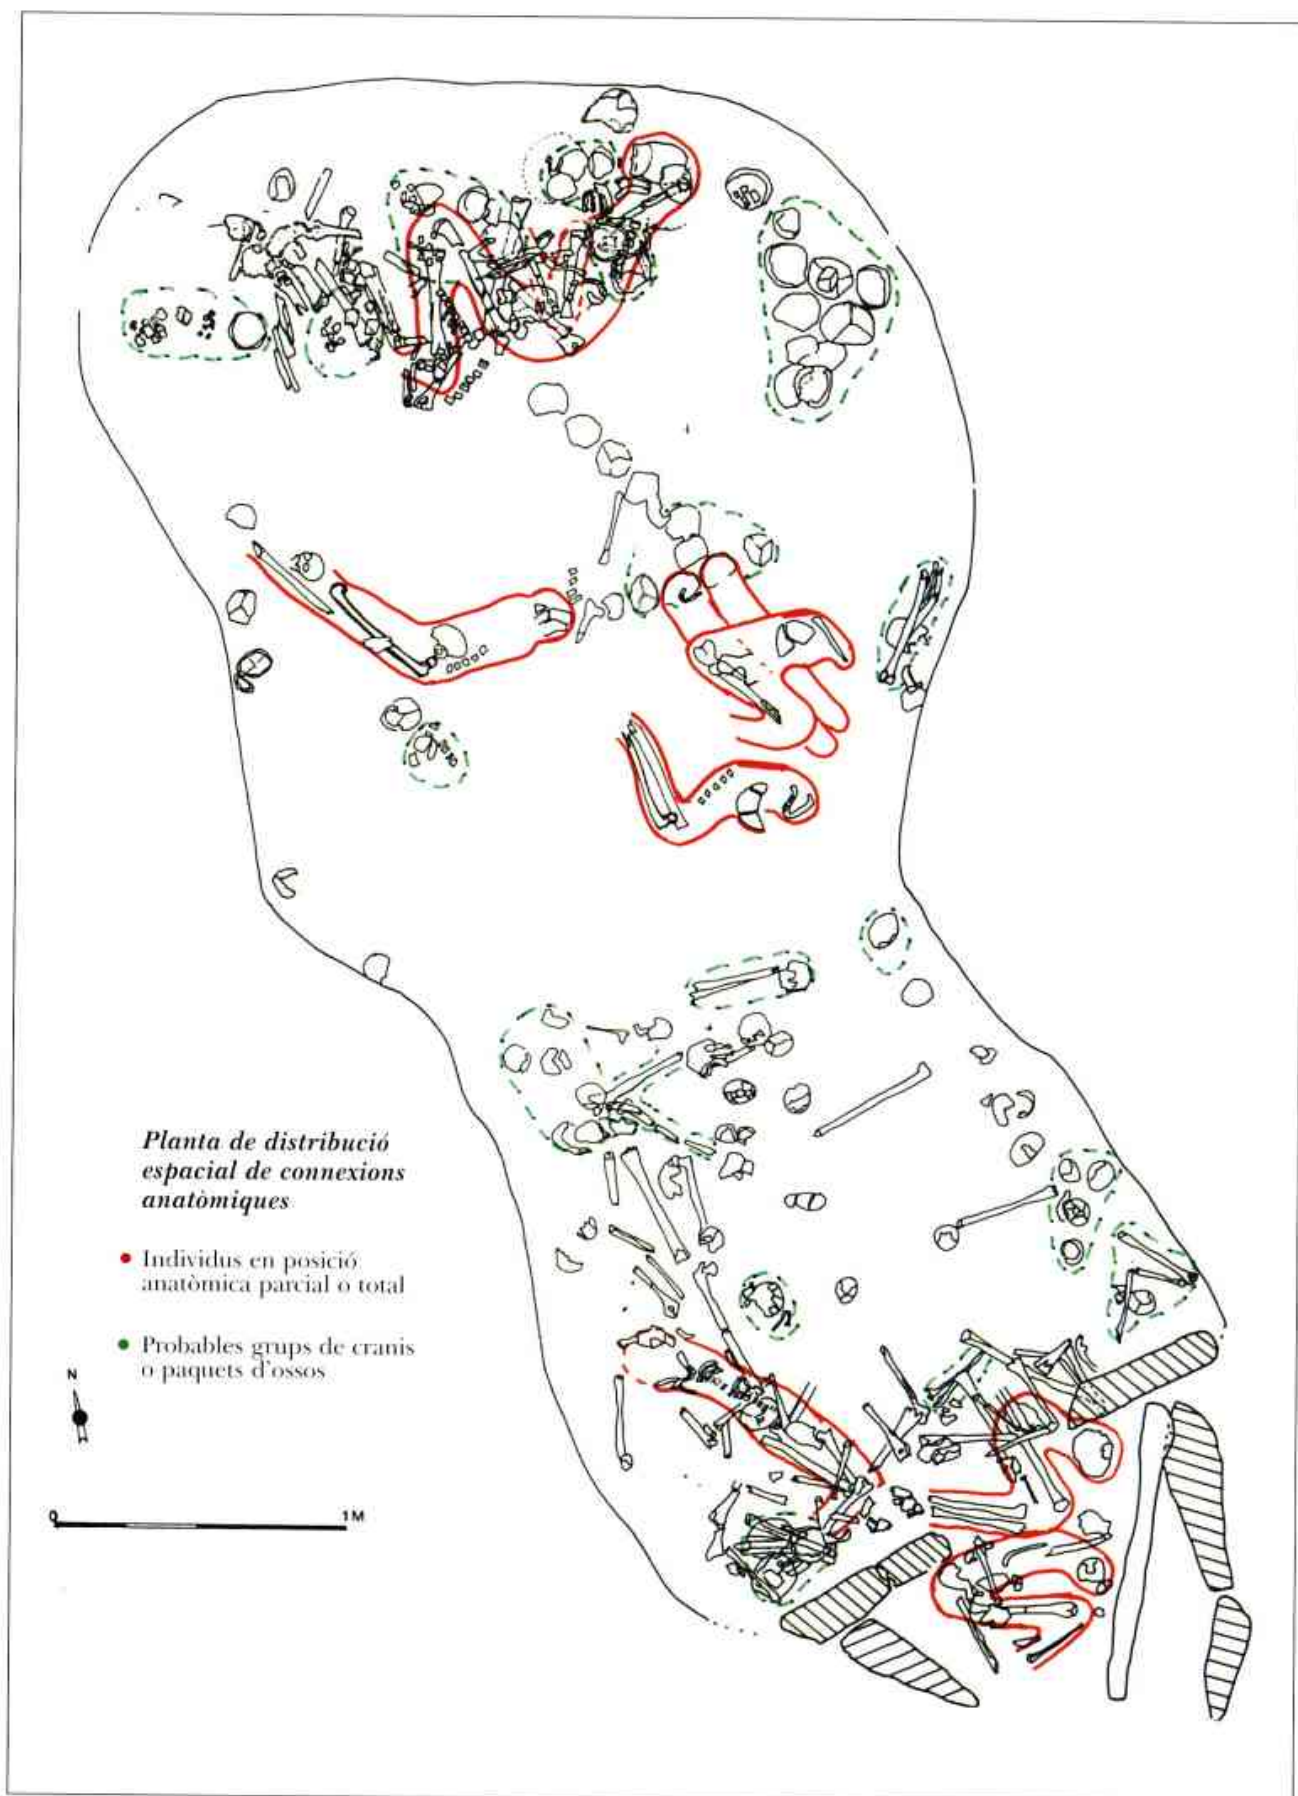 Planta de distribució
espacial de connexions
anatòmiques
Individus en posició
anatòmica parcial o total
Probables grups de cranis
o paquets d'ossos
N
0 1M